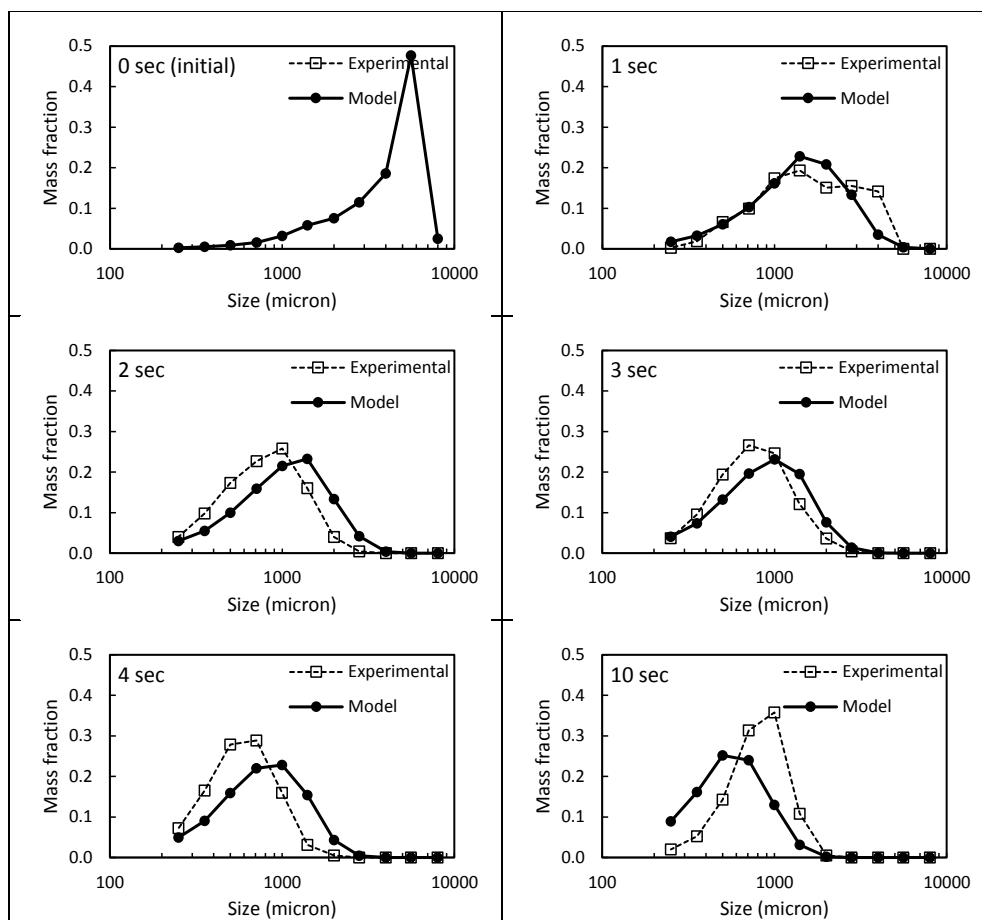 0 sec (initial)
Experimental
Model
Mass fraction
0.5
0.4
0.3
0.2
0.1
0.0
100 1000 10000
Size (micron)
1 sec
Experimental
Model
Mass fraction
0.5
0.4
0.3
0.2
0.1
0.0
100 1000 10000
Size (micron)
2 sec
Experimental
Model
Mass fraction
0.5
0.4
0.3
0.2
0.1
0.0
100 1000 10000
Size (micron)
3 sec
Experimental
Model
Mass fraction
0.5
0.4
0.3
0.2
0.1
0.0
100 1000 10000
Size (micron)
4 sec
Experimental
Model
Mass fraction
0.5
0.4
0.3
0.2
0.1
0.0
100 1000 10000
Size (micron)
10 sec
Experimental
Model
Mass fraction
0.5
0.4
0.3
0.2
0.1
0.0
100 1000 10000
Size (micron)